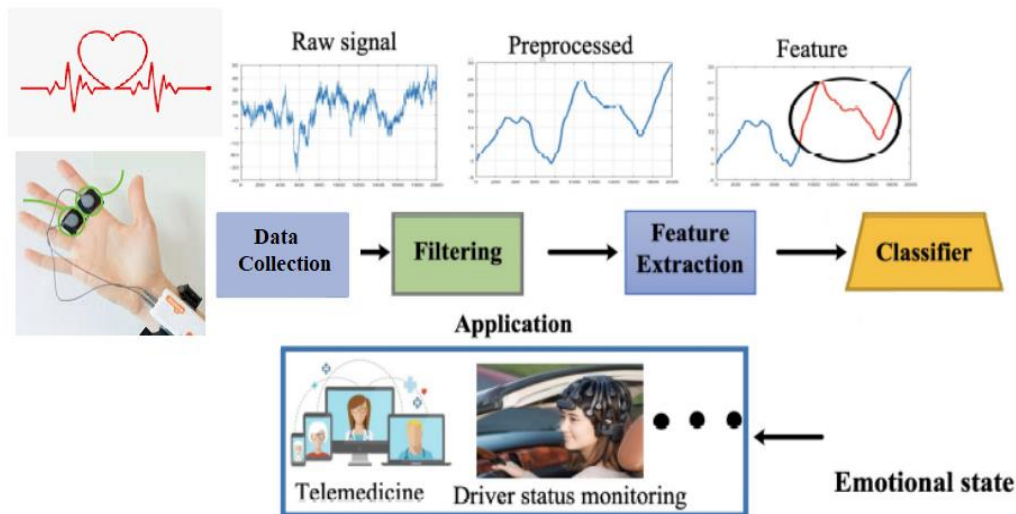 Raw signal
Preprocessed
Feature
Data
Collection
Filtering
Feature
Extraction
Classifier
Application
Telemedicine
Driver status monitoring
Emotional state